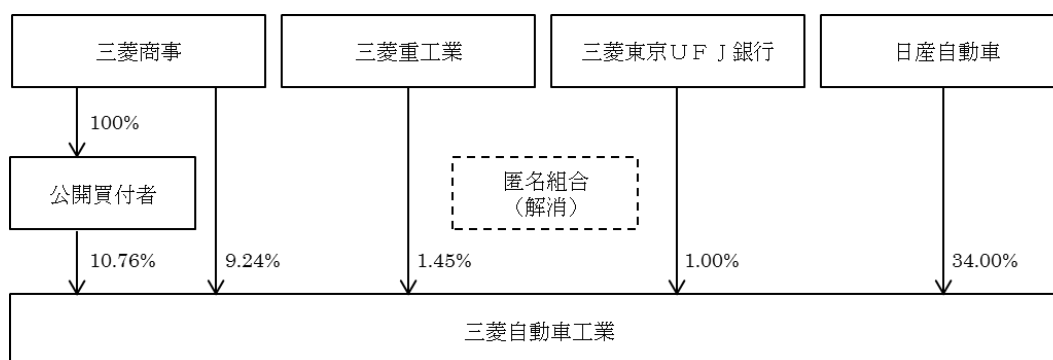 三菱商事
三菱重工業
三菱東京ＵＦＪ銀行
日産自動車
100%
公開買付者
匿名組合
（解消）
10.76%
9.24%
1.45%
1.00%
34.00%
三菱自動車工業